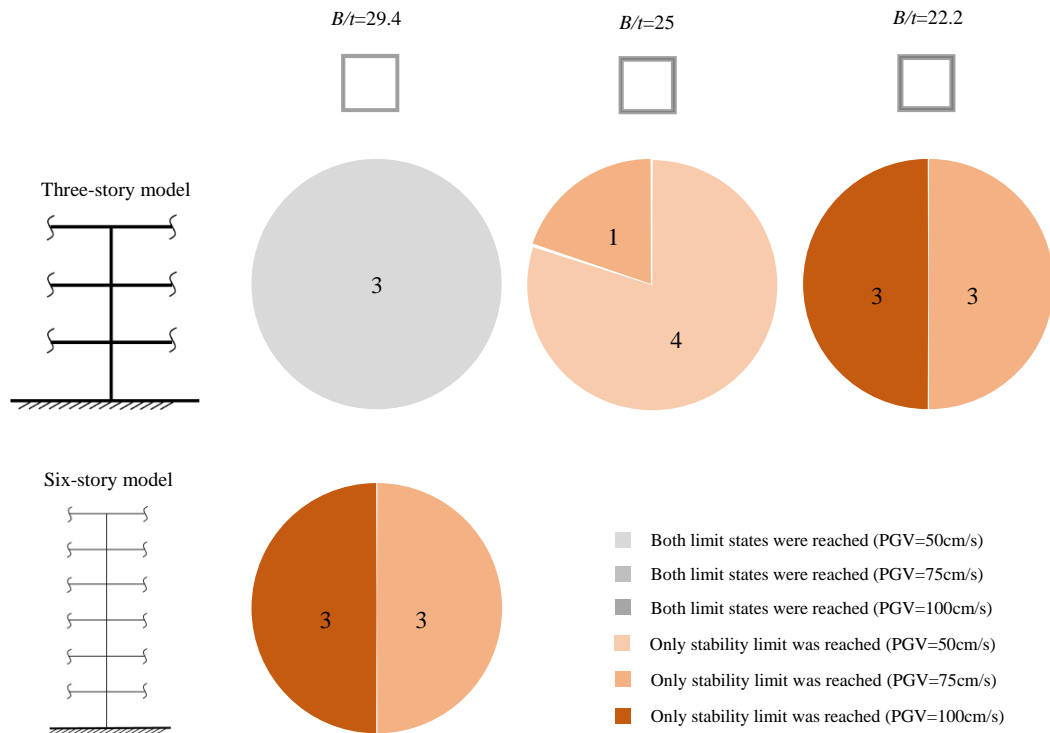 B/t=29.4
B/t=25
B/t=22.2
Three-story model
3
1
4
3
3
Six-story model
3
3
Both limit states were reached (PGV=50cm/s)
Both limit states were reached (PGV=75cm/s)
Both limit states were reached (PGV=100cm/s)
Only stability limit was reached (PGV=50cm/s)
Only stability limit was reached (PGV=75cm/s)
Only stability limit was reached (PGV=100cm/s)